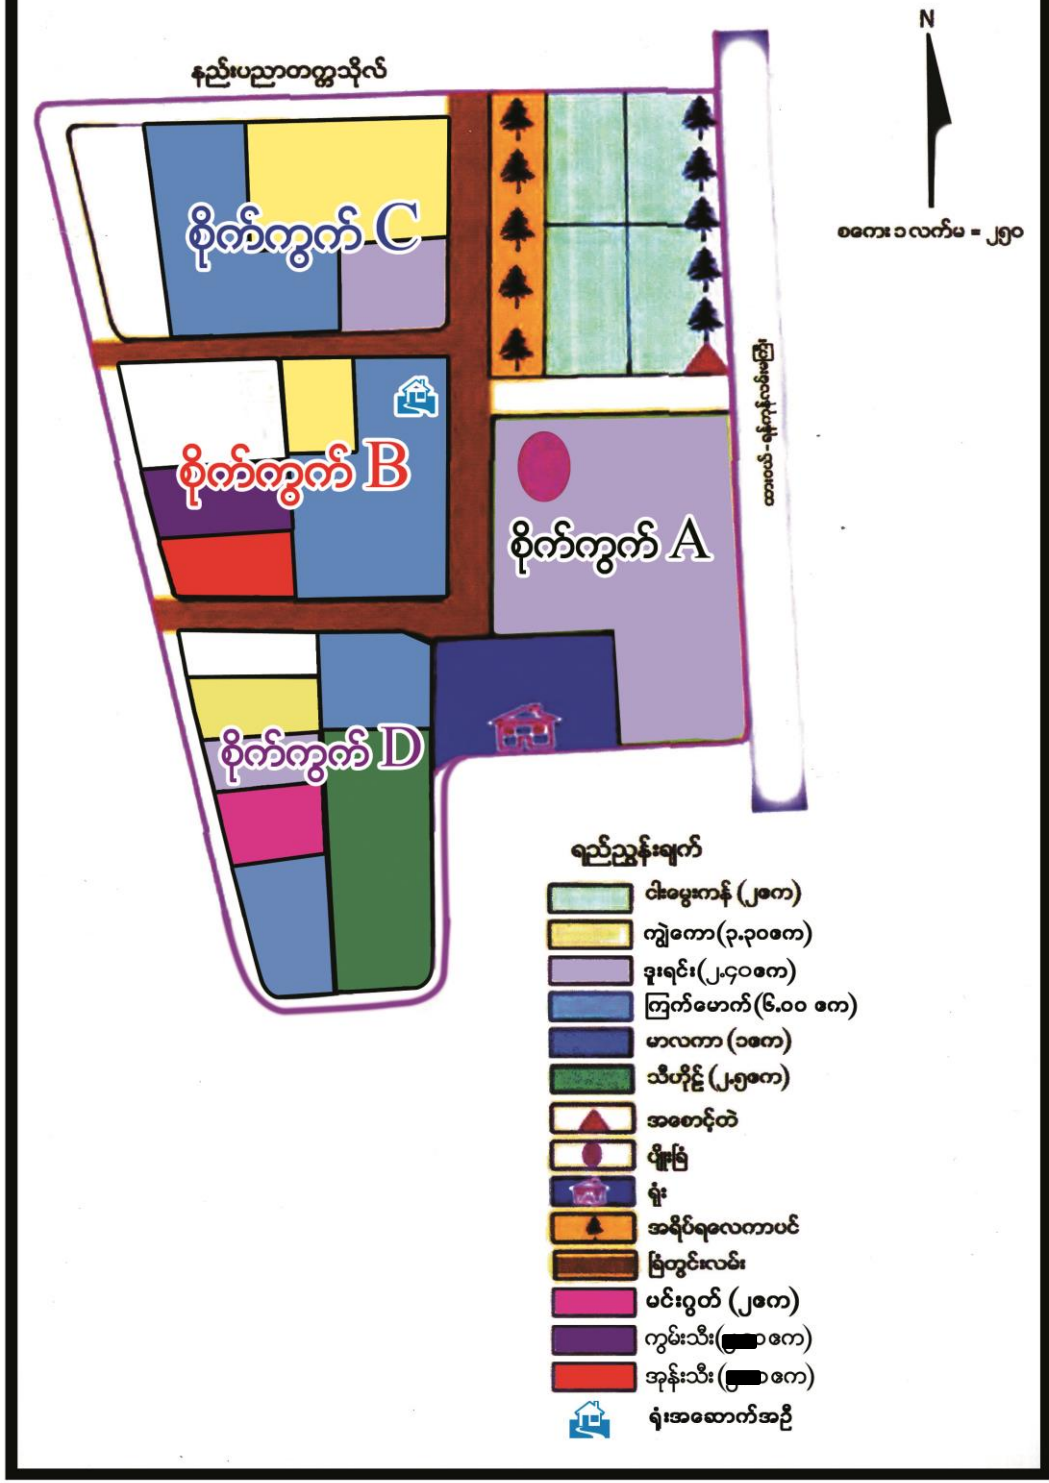 N
နည်းပညာတက္ကသိုလ်
စကေး ၁ လက်မ = ၂၅၀
စိုက်ကွက် C
ထားဝယ် - ရန်ကုန်လမ်းမကြီး
စိုက်ကွက် B
စိုက်ကွက် A
စိုက်ကွက် D
ရည်ညွှန်းချက်
ငါးမွေးကန် (၂ဧက)
ကျွဲကော (၃.၃၀ဧက)
ဒူးရင်း (၂.၄၀ဧက)
ကြက်မောက် (၆.၀၀ ဧက)
မာလကာ (၁ဧက)
သီဟိုဠ် (၂.၅ဧက)
အစောင့်တဲ
ပျိုးခြံ
ရုံး
အရိပ်ရလေကာပင်
ခြံတွင်းလမ်း
မင်းဂွတ် (၂ဧက)
ကွမ်းသီး ( ဧက)
အုန်းသီး ( ဧက)
ရုံးအဆောက်အဦ